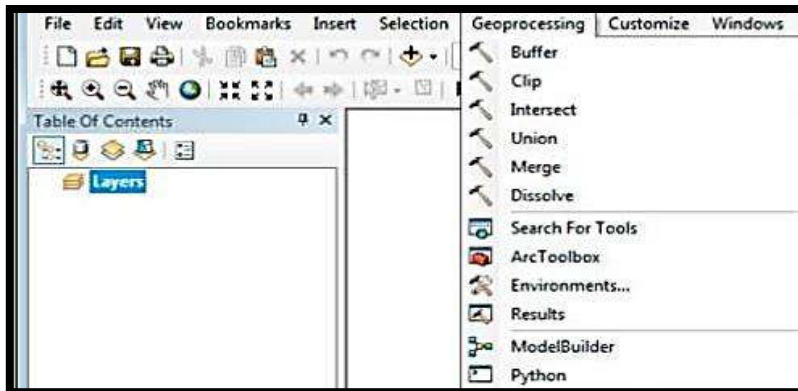 File Edit View Bookmarks Insert Selection Geoprocessing Customize Windows
Buffer
Clip
Intersect
Union
Merge
Dissolve
Search For Tools
ArcToolbox
Environments...
Results
ModelBuilder
Python
Table Of Contents
Layers